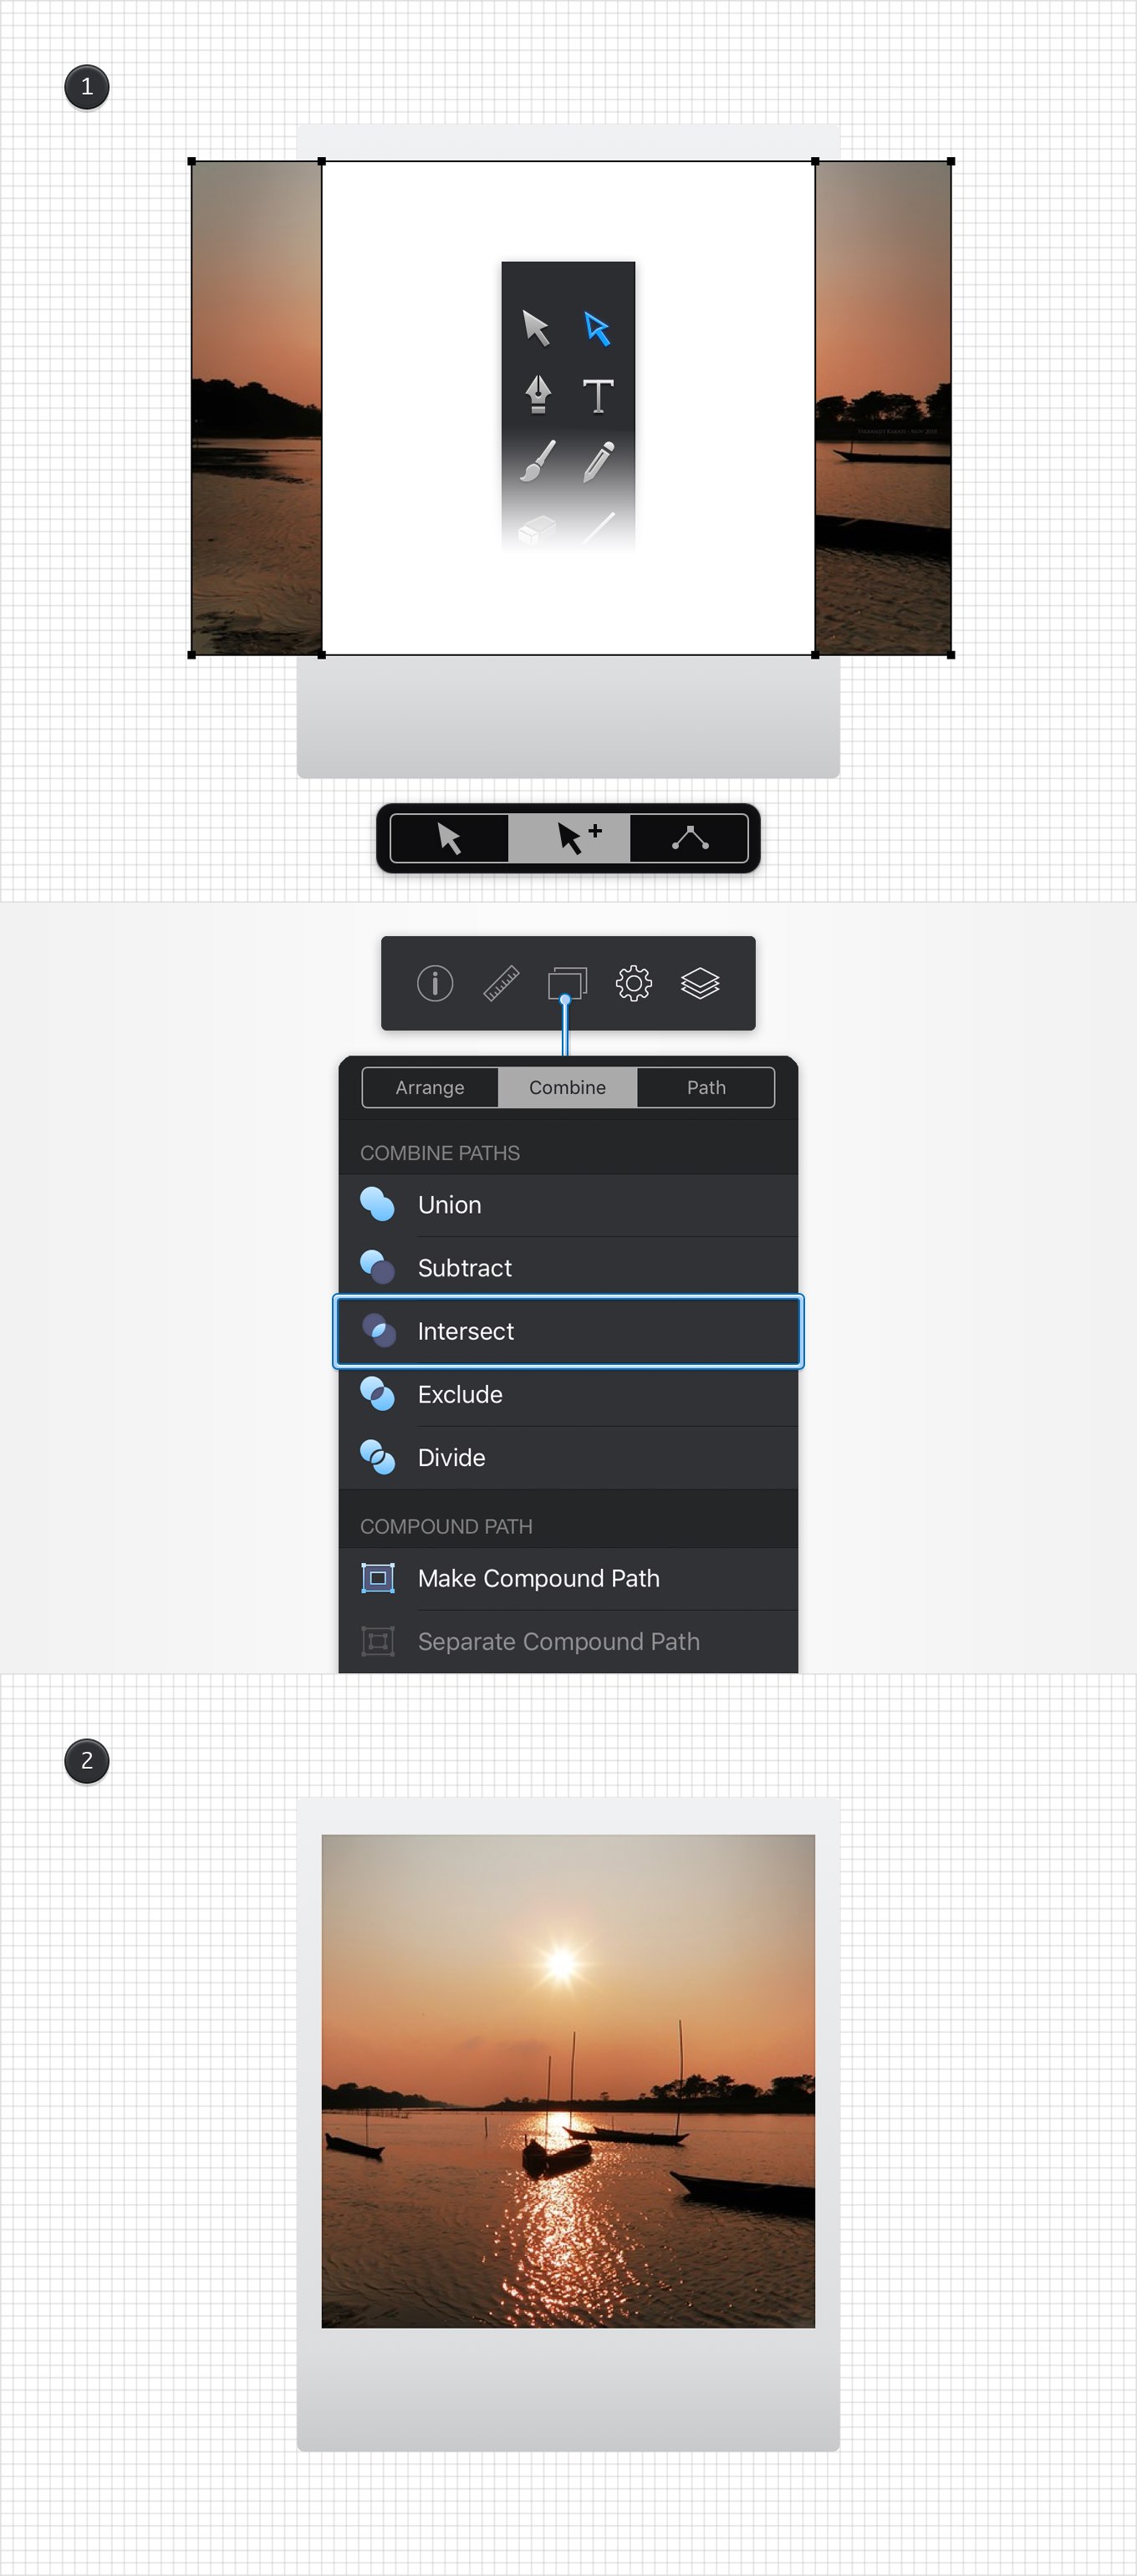 1
T
Arrange
Combine
Path
COMBINE PATHS
Union
Subtract
Intersect
Exclude
Divide
COMPOUND PATH
Make Compound Path
Separate Compound Path
2